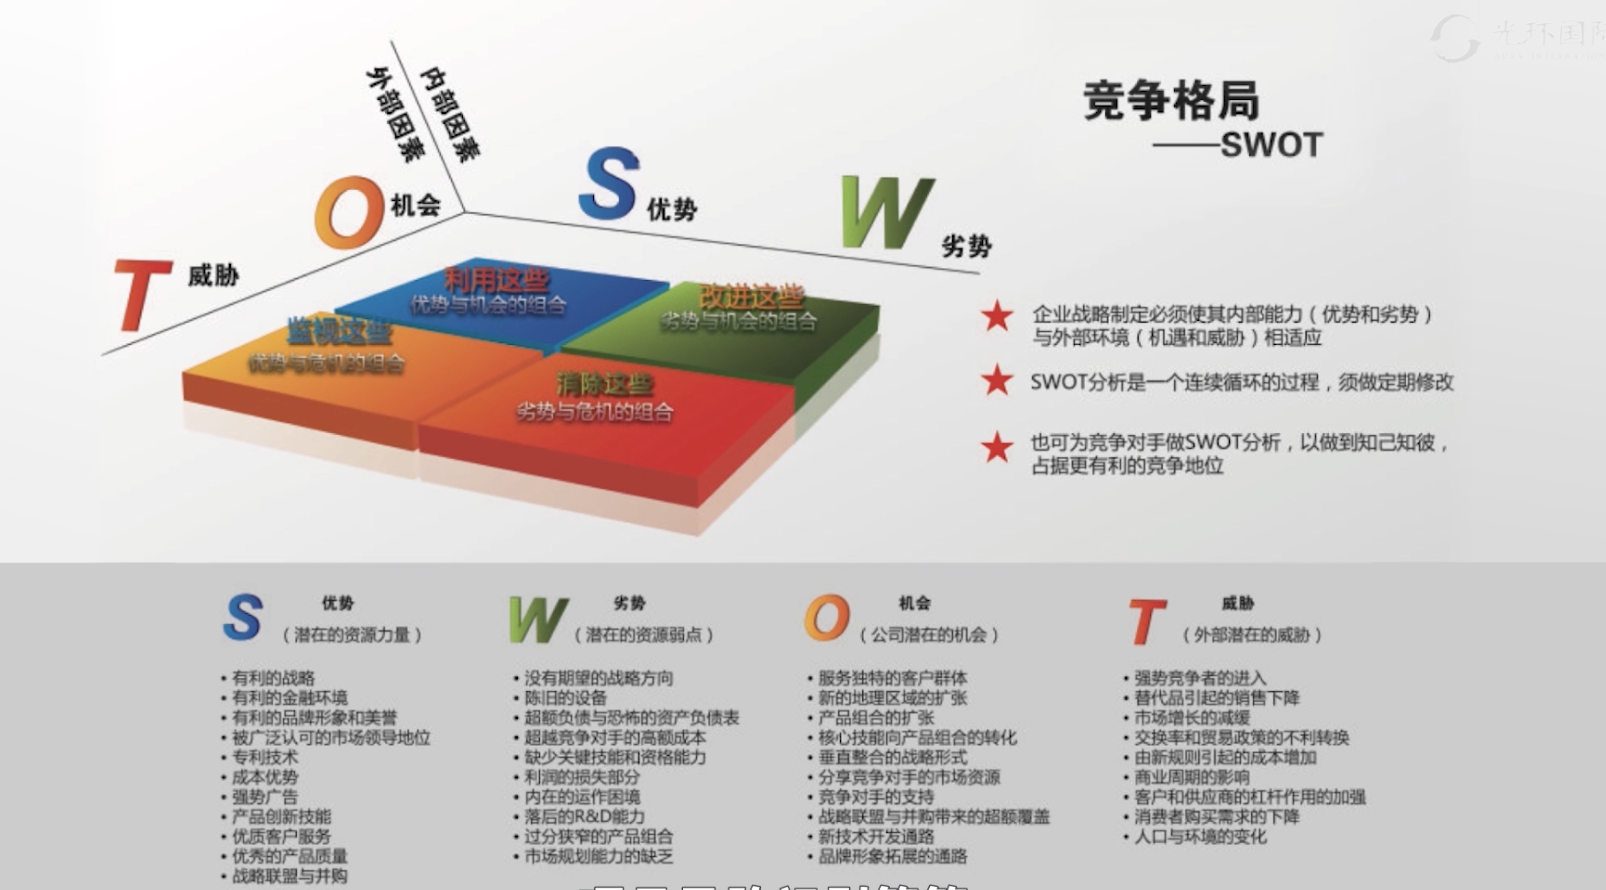 光环国际
竞争格局
——SWOT
外部因素
内部因素
O 机会
S 优势
W 劣势
T 威胁
利用这些
优势与机会的组合
改进这些
劣势与机会的组合
监视这些
优势与危机的组合
消除这些
劣势与危机的组合
★ 企业战略制定必须使其内部能力（优势和劣势）
与外部环境（机遇和威胁）相适应
★ SWOT分析是一个连续循环的过程，须做定期修改
★ 也可为竞争对手做SWOT分析，以做到知己知彼，
占据更有利的竞争地位
S 优势
（潜在的资源力量）
• 有利的战略
• 有利的金融环境
• 有利的品牌形象和美誉
• 被广泛认可的市场领导地位
• 专利技术
• 成本优势
• 强势广告
• 产品创新技能
• 优质客户服务
• 优秀的产品质量
• 战略联盟与并购
W 劣势
（潜在的资源弱点）
• 没有期望的战略方向
• 陈旧的设备
• 超额负债与恐怖的资产负债表
• 超越竞争对手的高额成本
• 缺少关键技能和资格能力
• 利润的损失部分
• 内在的运作困境
• 落后的R&D能力
• 过分狭窄的产品组合
• 市场规划能力的缺乏
O 机会
（公司潜在的机会）
• 服务独特的客户群体
• 新的地理区域的扩张
• 产品组合的扩张
• 核心技能向产品组合的转化
• 垂直整合的战略形式
• 分享竞争对手的市场资源
• 竞争对手的支持
• 战略联盟与并购带来的超额覆盖
• 新技术开发通路
• 品牌形象拓展的通路
T 威胁
（外部潜在的威胁）
• 强势竞争者的进入
• 替代品引起的销售下降
• 市场增长的减缓
• 交换率和贸易政策的不利转换
• 由新规则引起的成本增加
• 商业周期的影响
• 客户和供应商的杠杆作用的加强
• 消费者购买需求的下降
• 人口与环境的变化